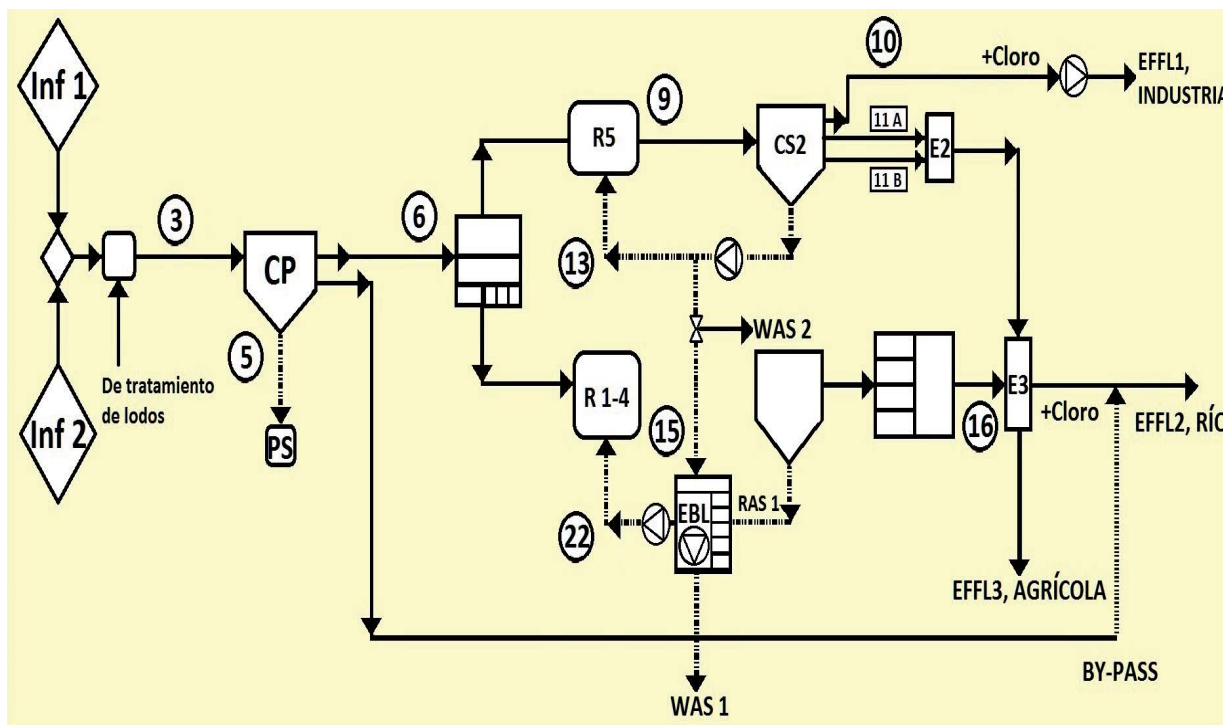 Inf 1
Inf 2
3
De tratamiento
de lodos
CP
5
PS
6
R5
9
CS2
10
+Cloro
EFFL1,
INDUSTRIA
11 A
11 B
E2
13
WAS 2
R 1-4
15
22
EBL
RAS 1
WAS 1
16
E3
+Cloro
EFFL2, RÍO
EFFL3, AGRÍCOLA
BY-PASS